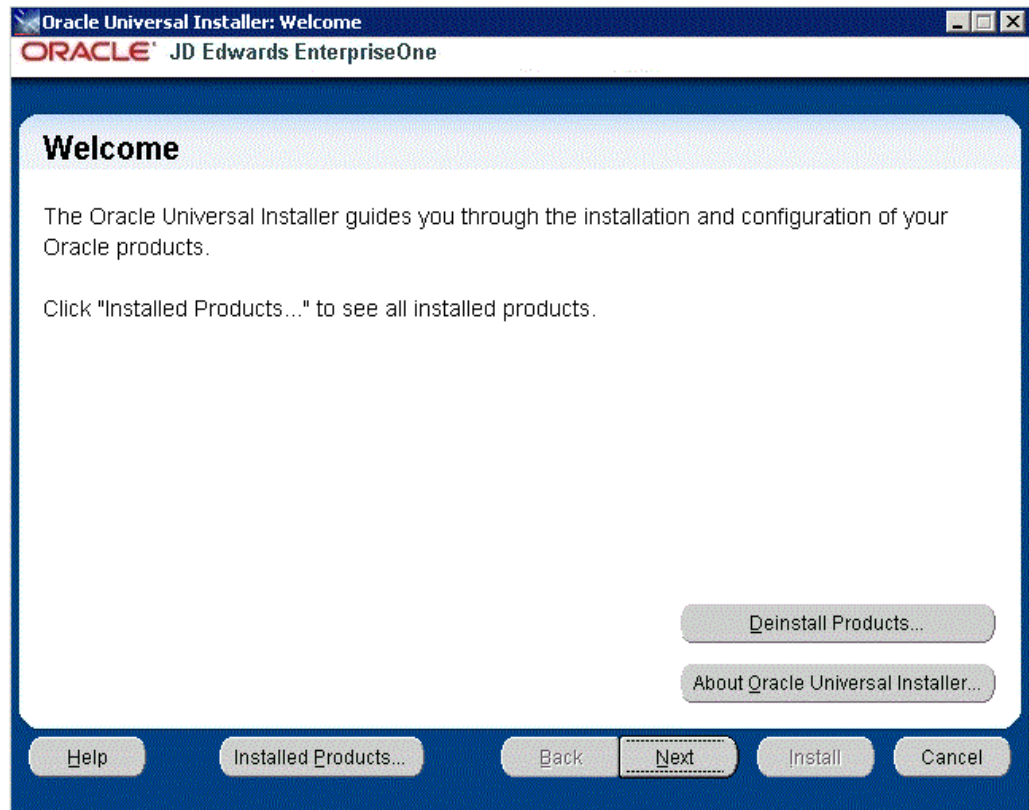 Oracle Universal Installer: Welcome
ORACLE JD Edwards EnterpriseOne
Welcome
The Oracle Universal Installer guides you through the installation and configuration of your
Oracle products.
Click "Installed Products..." to see all installed products.
Deinstall Products...
About Oracle Universal Installer...
Help Installed Products... Back Next Install Cancel